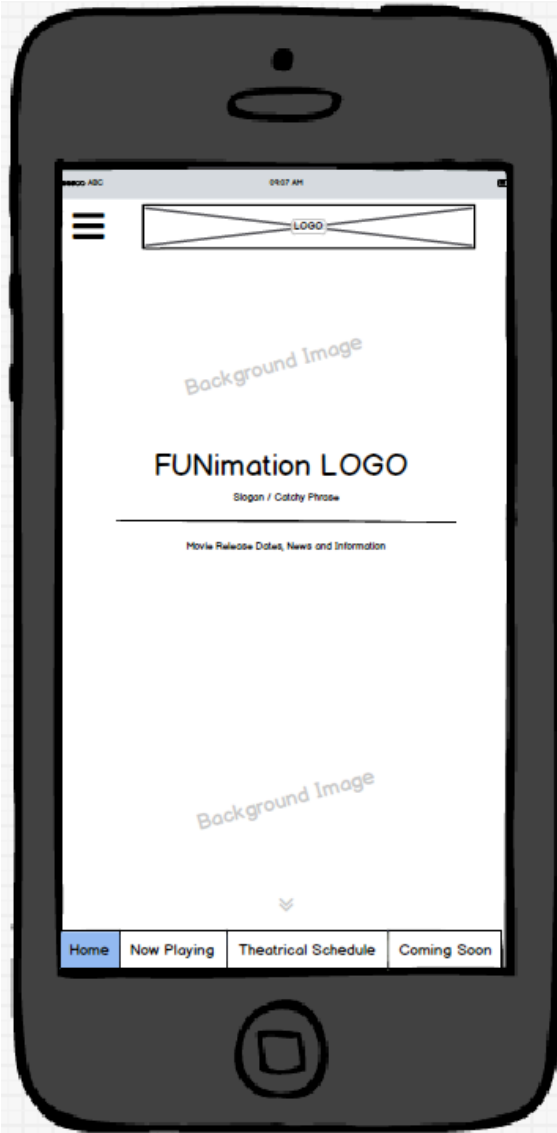 ABC 09:07 AM
LOGO
Background Image
FUNimation LOGO
Slogan / Catchy Phrase
Movie Release Dates, News and Information
Background Image
Home Now Playing Theatrical Schedule Coming Soon